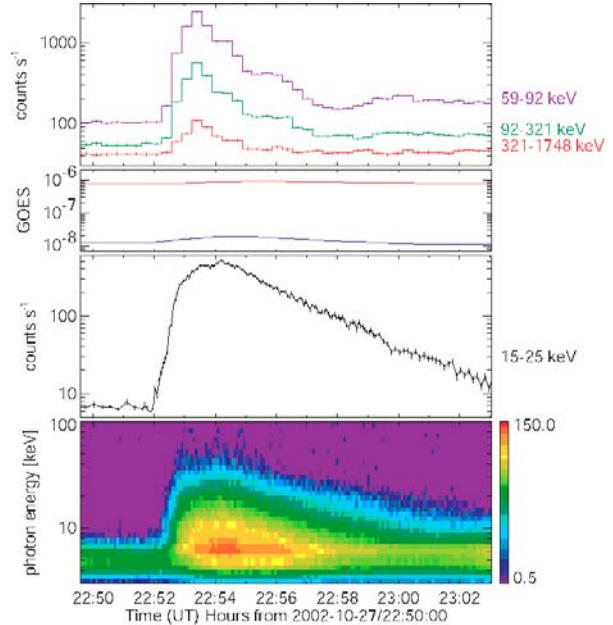 1000
100
counts s⁻¹
59-92 keV
92-321 keV
321-1748 keV
10⁻⁶
10⁻⁷
10⁻⁸
GOES
100
10
counts s⁻¹
15-25 keV
100
10
photon energy [keV]
150.0
0.5
22:50 22:52 22:54 22:56 22:58 23:00 23:02
Time (UT) Hours from 2002-10-27/22:50:00